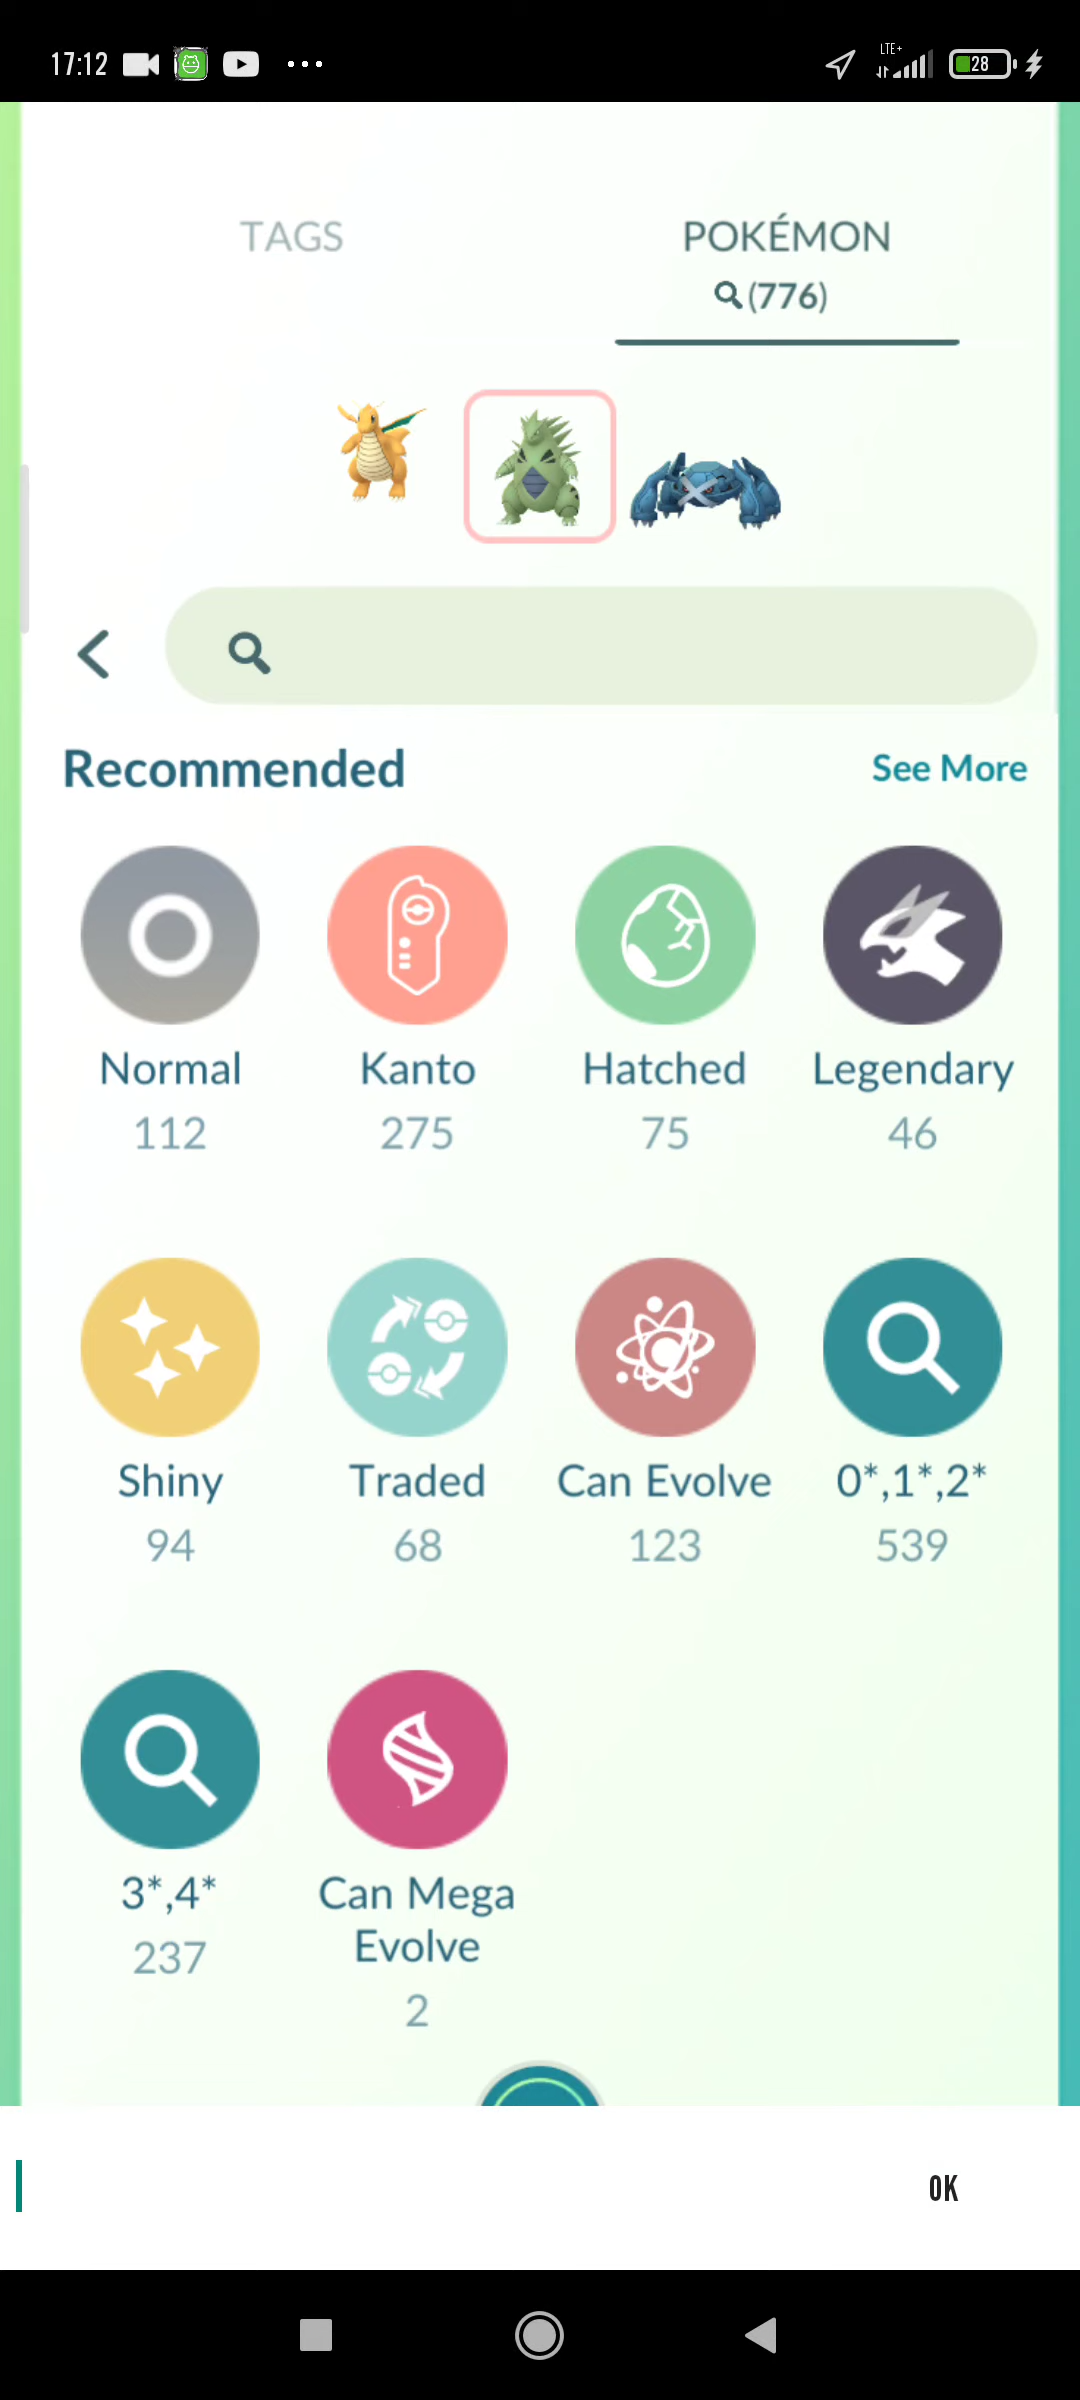 17:12
LTE+
28
TAGS
POKÉMON
(776)
Recommended
See More
Normal
Kanto
Hatched
Legendary
112
275
75
46
Shiny
Traded
Can Evolve
0*,1*,2*
94
68
123
539
3*,4*
Can Mega
Evolve
237
2
OK